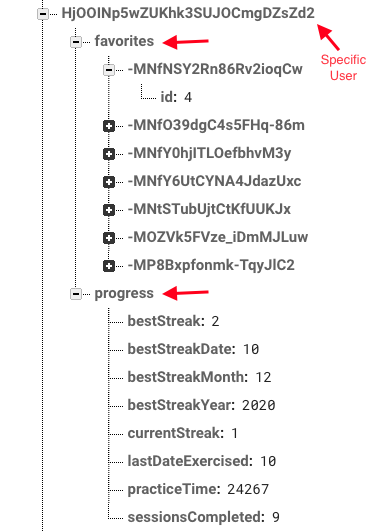 HjOOINp5wZUKhk3SUJOCmgDZsZd2
favorites
Specific
User
-MNfNSY2Rn86Rv2ioqCw
id: 4
-MNfO39dgC4s5FHq-86m
-MNfY0hjITLOefbhvM3y
-MNfY6UtCYNA4JdazUxc
-MNtSTubUjtCtKfUUKJx
-MOZVk5FVze_iDmMJLuw
-MP8Bxpfonmk-TqyJlC2
progress
bestStreak: 2
bestStreakDate: 10
bestStreakMonth: 12
bestStreakYear: 2020
currentStreak: 1
lastDateExercised: 10
practiceTime: 24267
sessionsCompleted: 9